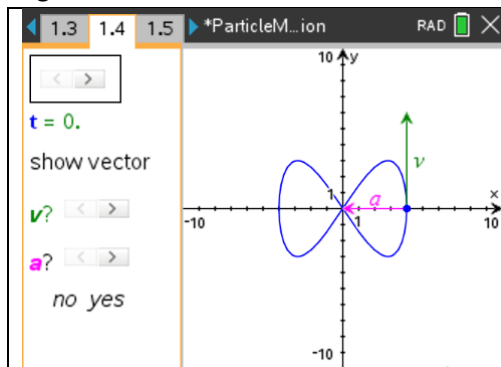 1.3 1.4 1.5 *ParticleM...ion RAD
t = 0.
show vector
v?
a?
no yes
10 y
v
1 a x
-10 1 10
-10